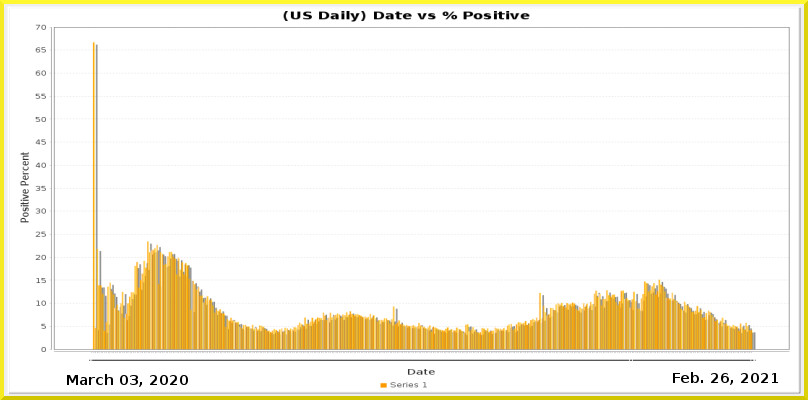 (US Daily) Date vs % Positive
70
65
60
55
50
45
40
35
30
25
20
15
10
5
0
Positive Percent
Date
March 03, 2020
Feb. 26, 2021
Series 1